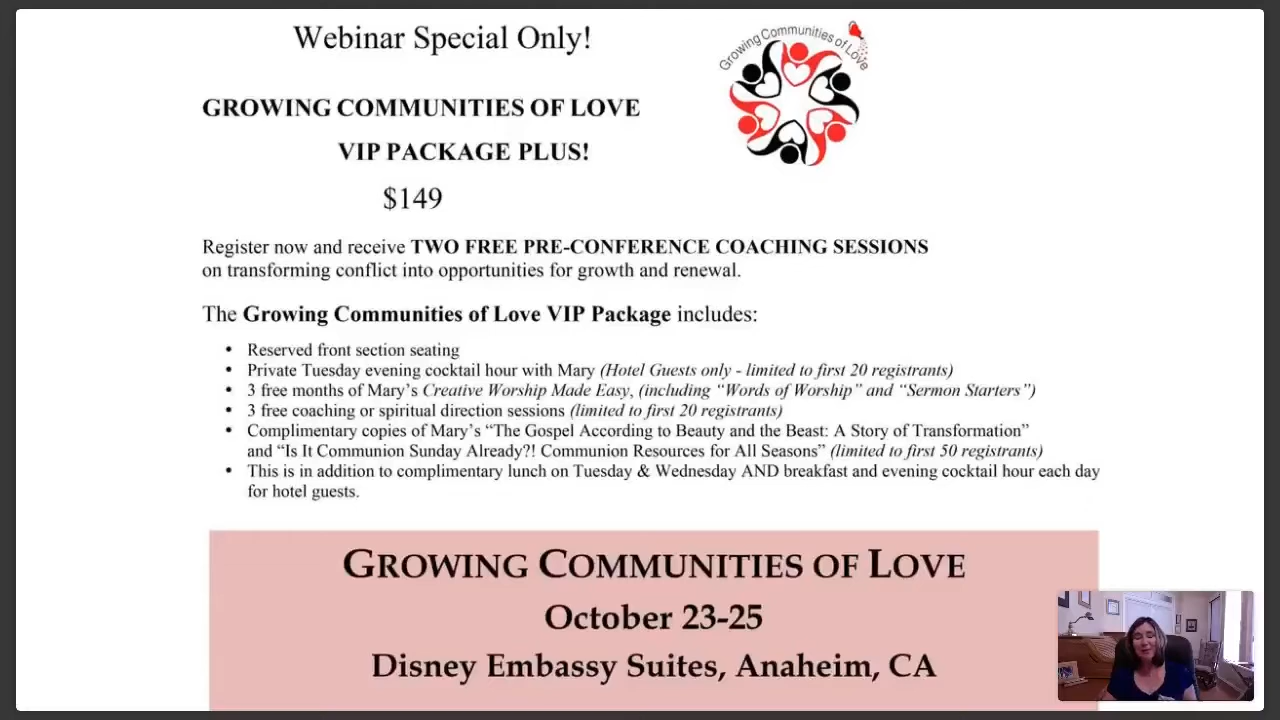 Webinar Special Only!
Growing Communities of Love
GROWING COMMUNITIES OF LOVE
VIP PACKAGE PLUS!
$149
Register now and receive TWO FREE PRE-CONFERENCE COACHING SESSIONS
on transforming conflict into opportunities for growth and renewal.
The Growing Communities of Love VIP Package includes:
• Reserved front section seating
• Private Tuesday evening cocktail hour with Mary (Hotel Guests only - limited to first 20 registrants)
• 3 free months of Mary’s Creative Worship Made Easy, (including “Words of Worship” and “Sermon Starters”)
• 3 free coaching or spiritual direction sessions (limited to first 20 registrants)
• Complimentary copies of Mary’s “The Gospel According to Beauty and the Beast: A Story of Transformation”
and “Is It Communion Sunday Already?! Communion Resources for All Seasons” (limited to first 50 registrants)
• This is in addition to complimentary lunch on Tuesday & Wednesday AND breakfast and evening cocktail hour each day
for hotel guests.
GROWING COMMUNITIES OF LOVE
October 23-25
Disney Embassy Suites, Anaheim, CA